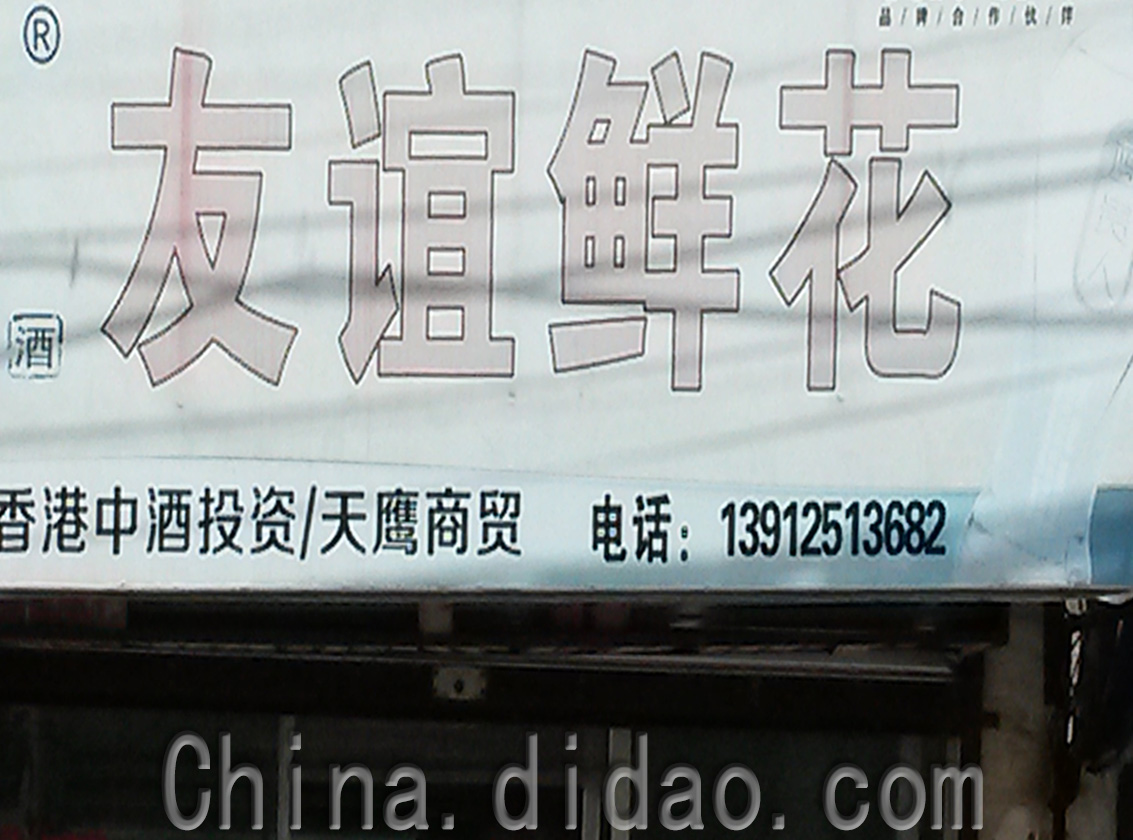 ®
品/牌/合/作/伙/伴
友谊鲜花
酒
香港中酒投资/天鹰商贸 电话：13912513682
China.didao.com